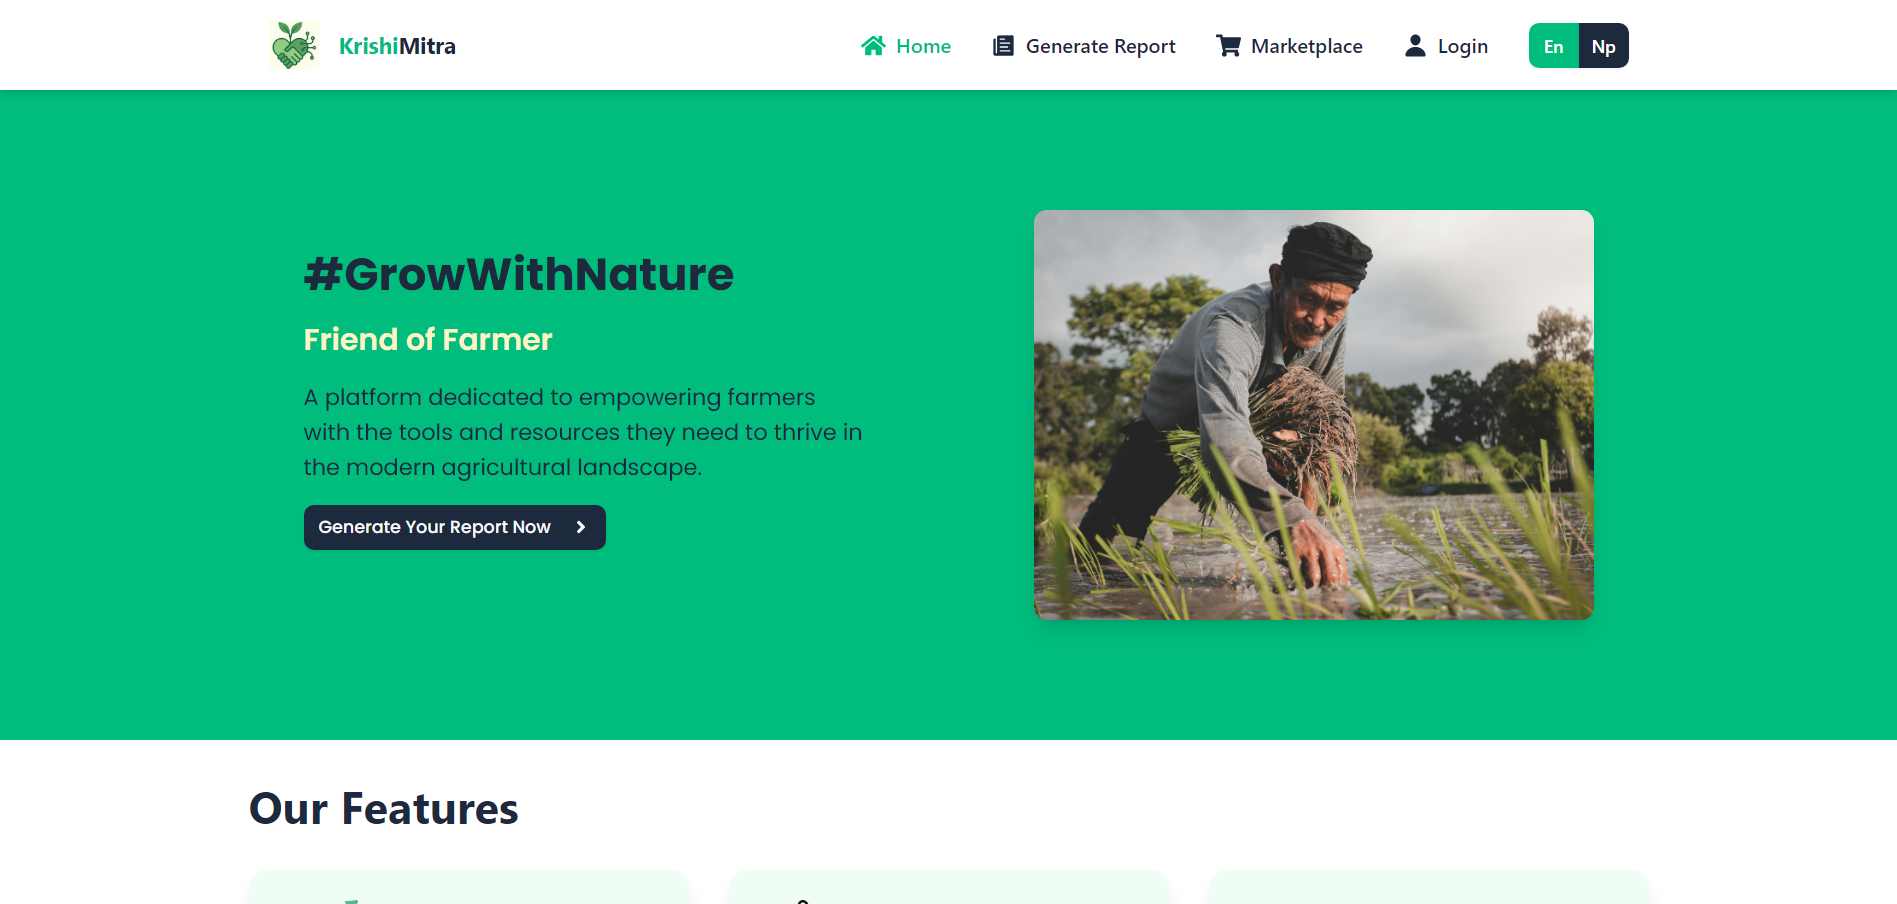 KrishiMitra
Home
Generate Report
Marketplace
Login
En
Np
#GrowWithNature
Friend of Farmer
A platform dedicated to empowering farmers
with the tools and resources they need to thrive in
the modern agricultural landscape.
Generate Your Report Now
Our Features